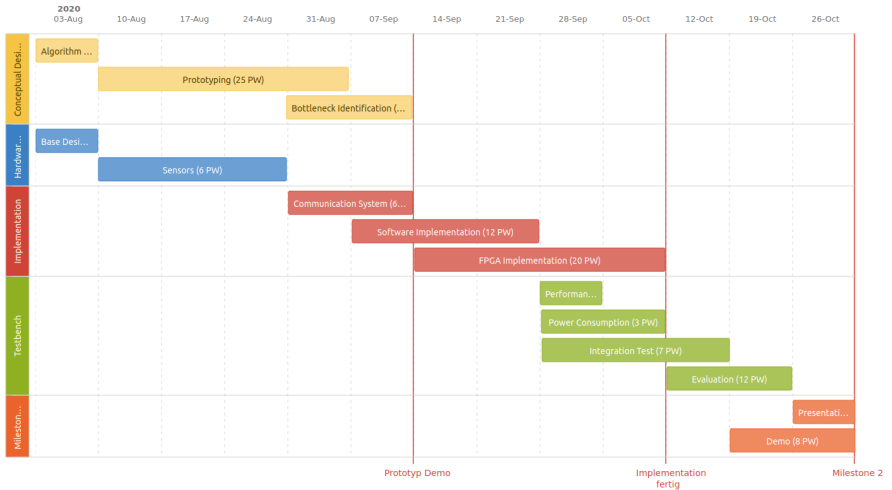 2020
03-Aug 10-Aug 17-Aug 24-Aug 31-Aug 07-Sep 14-Sep 21-Sep 28-Sep 05-Oct 12-Oct 19-Oct 26-Oct
Conceptual Desi...
Algorithm ...
Prototyping (25 PW)
Bottleneck Identification (...
Hardwar...
Base Desi...
Sensors (6 PW)
Implementation
Communication System (6...
Software Implementation (12 PW)
FPGA Implementation (20 PW)
Testbench
Performan...
Power Consumption (3 PW)
Integration Test (7 PW)
Evaluation (12 PW)
Mileston...
Presentati...
Demo (8 PW)
Prototyp Demo
Implementation
fertig
Milestone 2